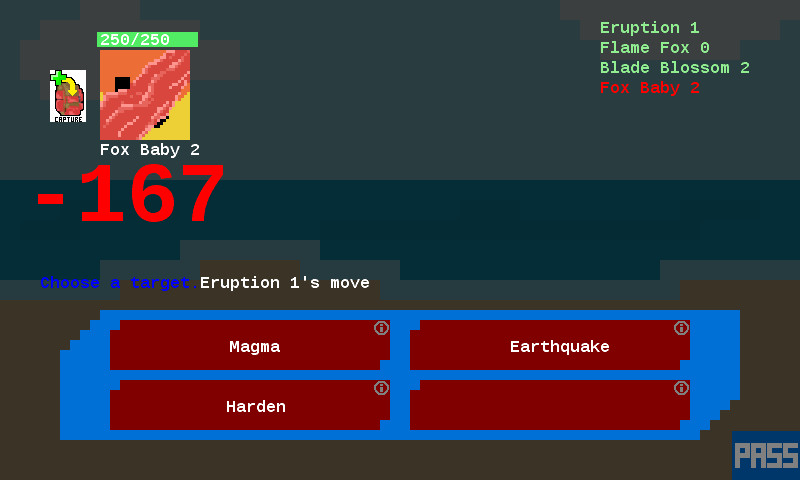 250/250
CAPTURE
Fox Baby 2
-167
Eruption 1
Flame Fox 0
Blade Blossom 2
Fox Baby 2
Choose a target.Eruption 1's move
Magma
Earthquake
Harden
PASS